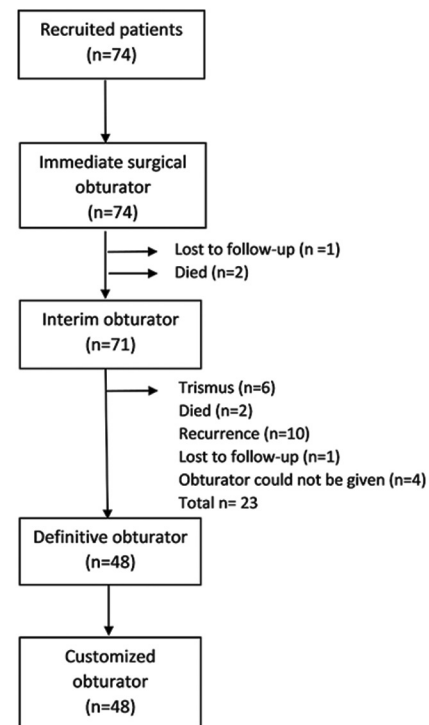 Recruited patients
(n=74)
Immediate surgical
obturator
(n=74)
Lost to follow-up (n =1)
Died (n=2)
Interim obturator
(n=71)
Trismus (n=6)
Died (n=2)
Recurrence (n=10)
Lost to follow-up (n=1)
Obturator could not be given (n=4)
Total n= 23
Definitive obturator
(n=48)
Customized
obturator
(n=48)